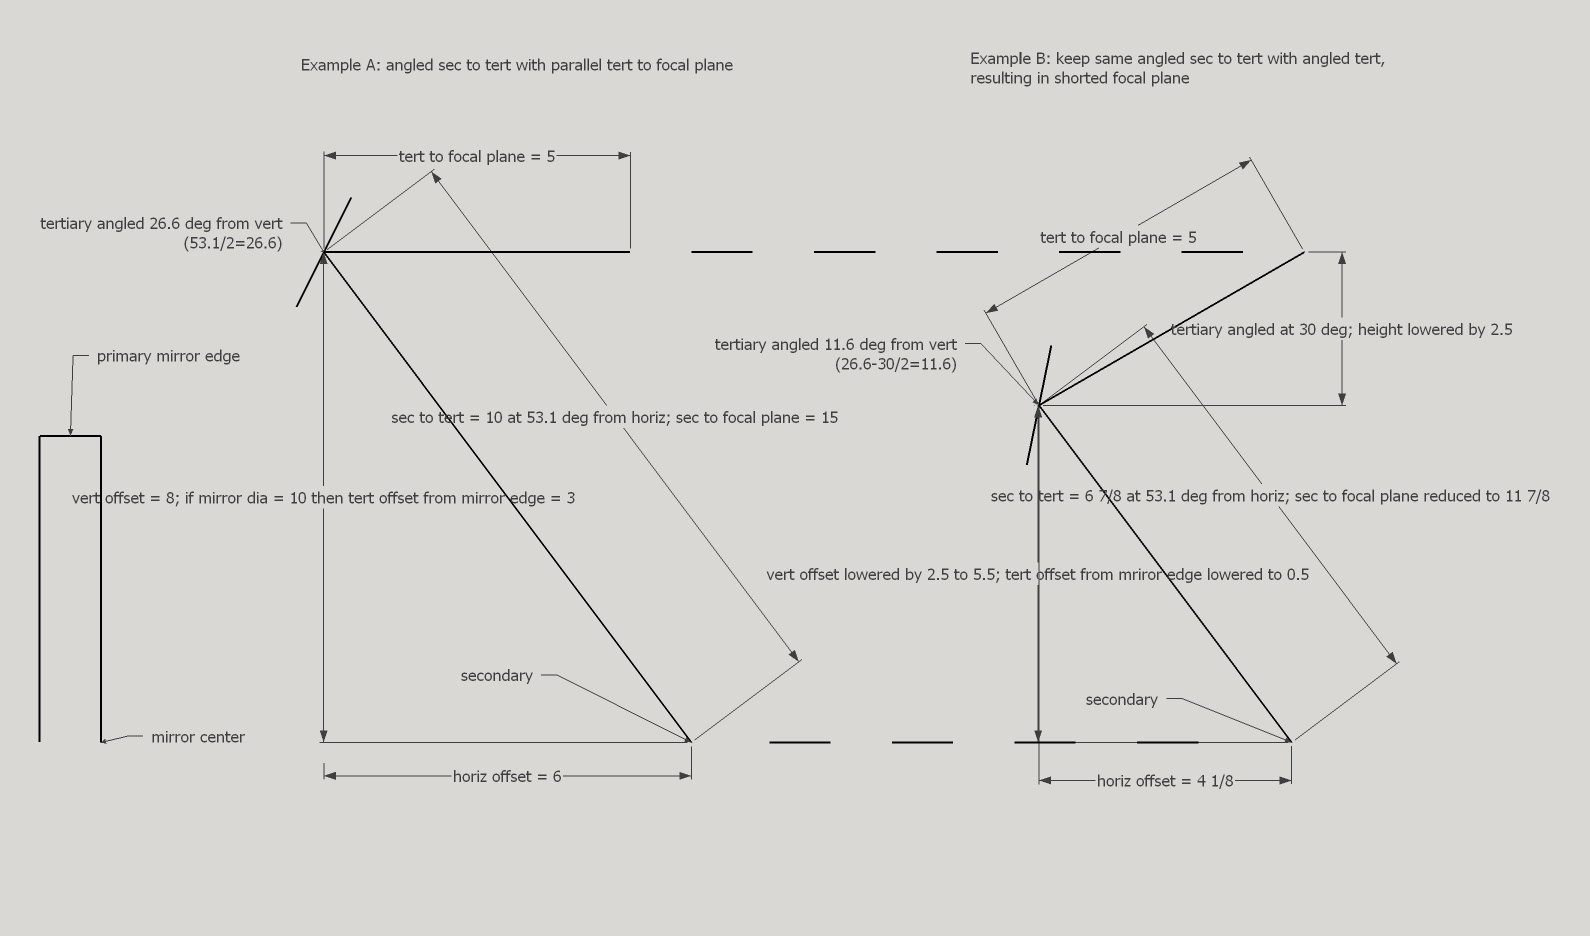 Example A: angled sec to tert with parallel tert to focal plane
Example B: keep same angled sec to tert with angled tert,
resulting in shorted focal plane
tert to focal plane = 5
tertiary angled 26.6 deg from vert
(53.1/2=26.6)
tert to focal plane = 5
tertiary angled at 30 deg; height lowered by 2.5
tertiary angled 11.6 deg from vert
(26.6-30/2=11.6)
primary mirror edge
sec to tert = 10 at 53.1 deg from horiz; sec to focal plane = 15
vert offset = 8; if mirror dia = 10 then tert offset from mirror edge = 3
sec to tert = 6 7/8 at 53.1 deg from horiz; sec to focal plane reduced to 11 7/8
vert offset lowered by 2.5 to 5.5; tert offset from mriror edge lowered to 0.5
secondary
secondary
mirror center
horiz offset = 6
horiz offset = 4 1/8